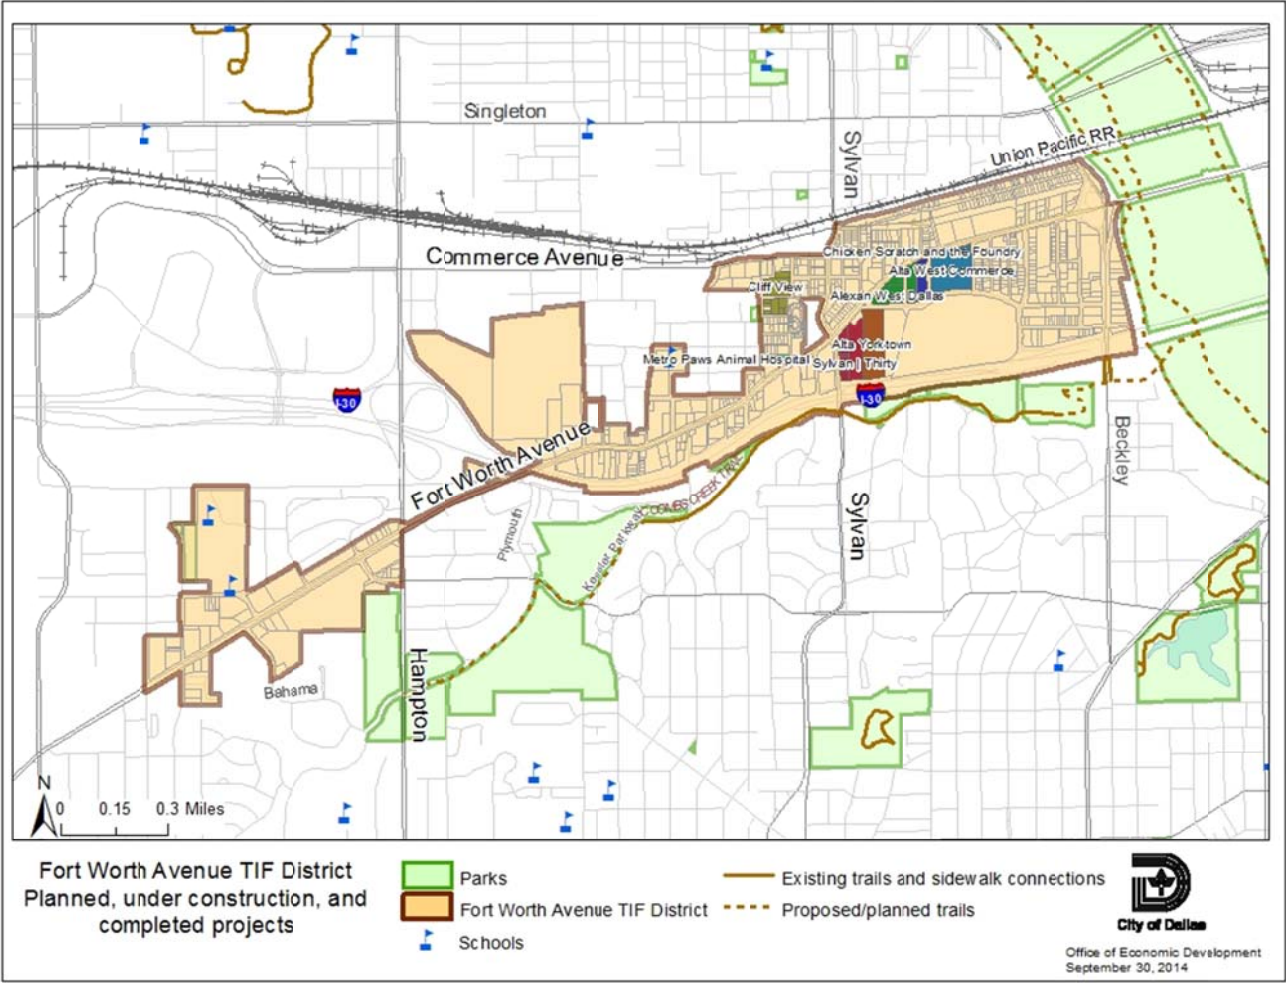 Singleton
Sylvan
Union Pacific RR
Commerce Avenue
Chicken Scratch and the Foundry
Alta West Commerce
Cliff View
Alexan West Dallas
Alta Yorktown
Metro Paws Animal Hospital
Sylvan | Thirty
I-30
I-30
Fort Worth Avenue
Beckley
COOMBS CREEK TRAIL
Plymouth
Kessler Parkway
Sylvan
Hampton
Bahama
N
0 0.15 0.3 Miles
Fort Worth Avenue TIF District
Planned, under construction, and
completed projects
Parks
Fort Worth Avenue TIF District
Schools
Existing trails and sidewalk connections
Proposed/planned trails
City of Dallas
Office of Economic Development
September 30, 2014